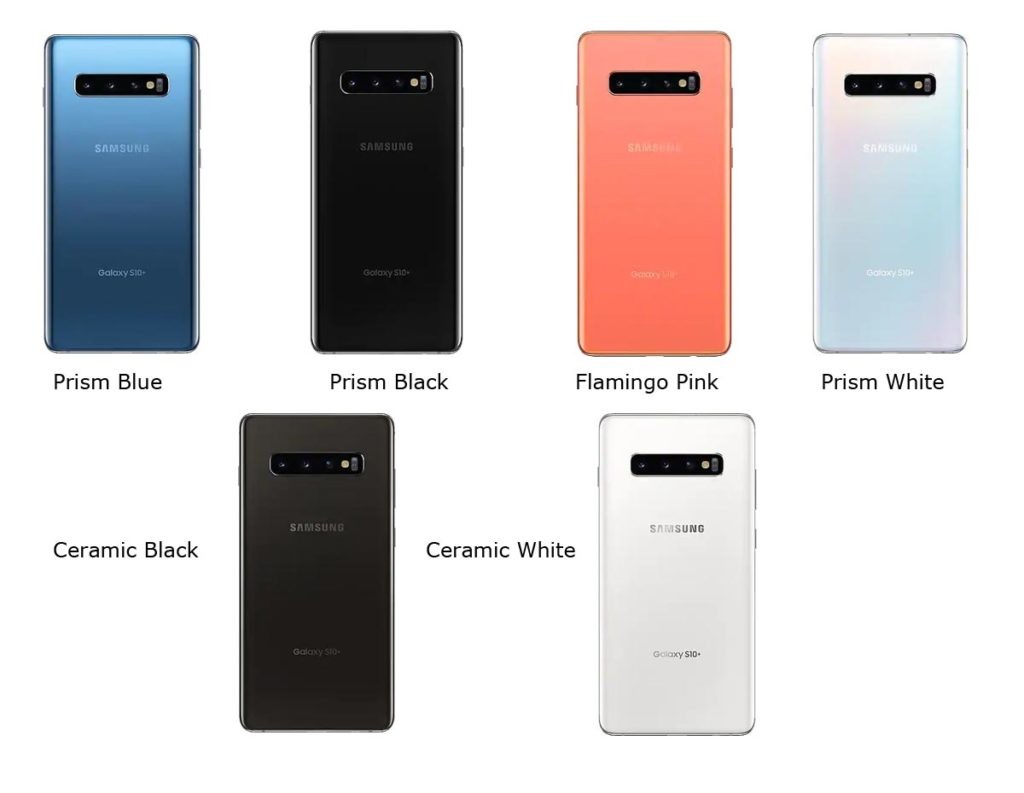 SAMSUNG
SAMSUNG
SAMSUNG
SAMSUNG
Galaxy S10+
Galaxy S10+
Galaxy S10+
Galaxy S10+
Prism Blue
Prism Black
Flamingo Pink
Prism White
SAMSUNG
SAMSUNG
Ceramic Black
Ceramic White
Galaxy S10+
Galaxy S10+